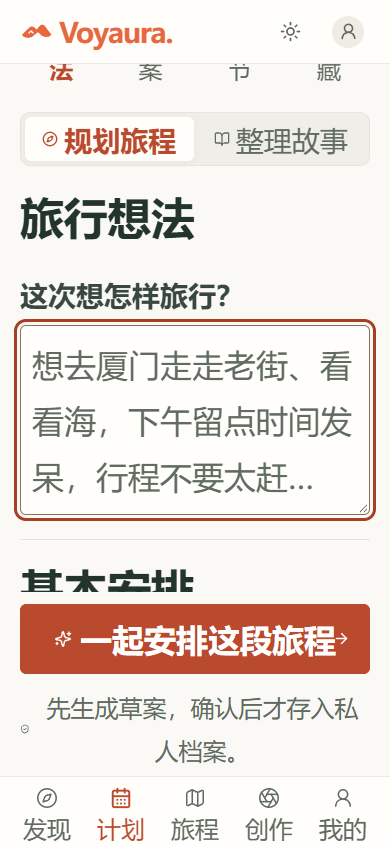 Voyaura.
法 案 节 藏
规划旅程 整理故事
旅行想法
这次想怎样旅行?
想去厦门走走老街、看
看海，下午留点时间发
呆，行程不要太赶...
基本安排
一起安排这段旅程
先生成草案，确认后才存入私
人档案。
发现 计划 旅程 创作 我的